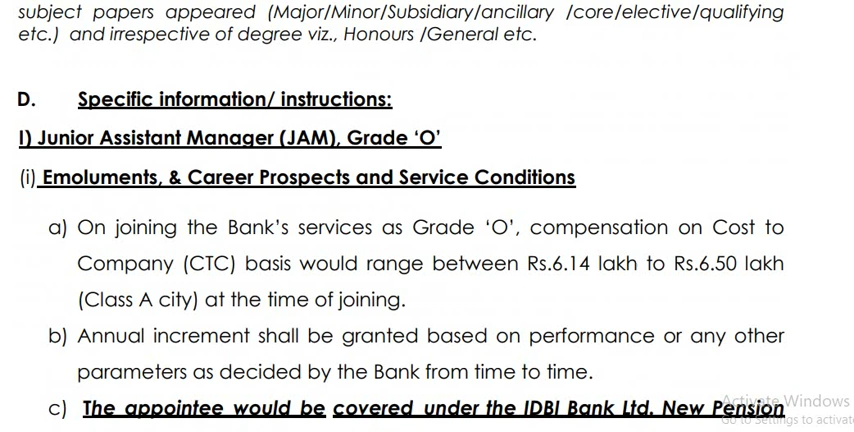 subject papers appeared (Major/Minor/Subsidiary/ancillary /core/elective/qualifying
etc.) and irrespective of degree viz., Honours /General etc.
D. Specific information/ instructions:
I) Junior Assistant Manager (JAM), Grade ‘O’
(i) Emoluments, & Career Prospects and Service Conditions
a) On joining the Bank’s services as Grade ‘O’, compensation on Cost to
Company (CTC) basis would range between Rs.6.14 lakh to Rs.6.50 lakh
(Class A city) at the time of joining.
b) Annual increment shall be granted based on performance or any other
parameters as decided by the Bank from time to time.
c) The appointee would be covered under the IDBI Bank Ltd. New Pension
Activate Windows
Go to Settings to activat